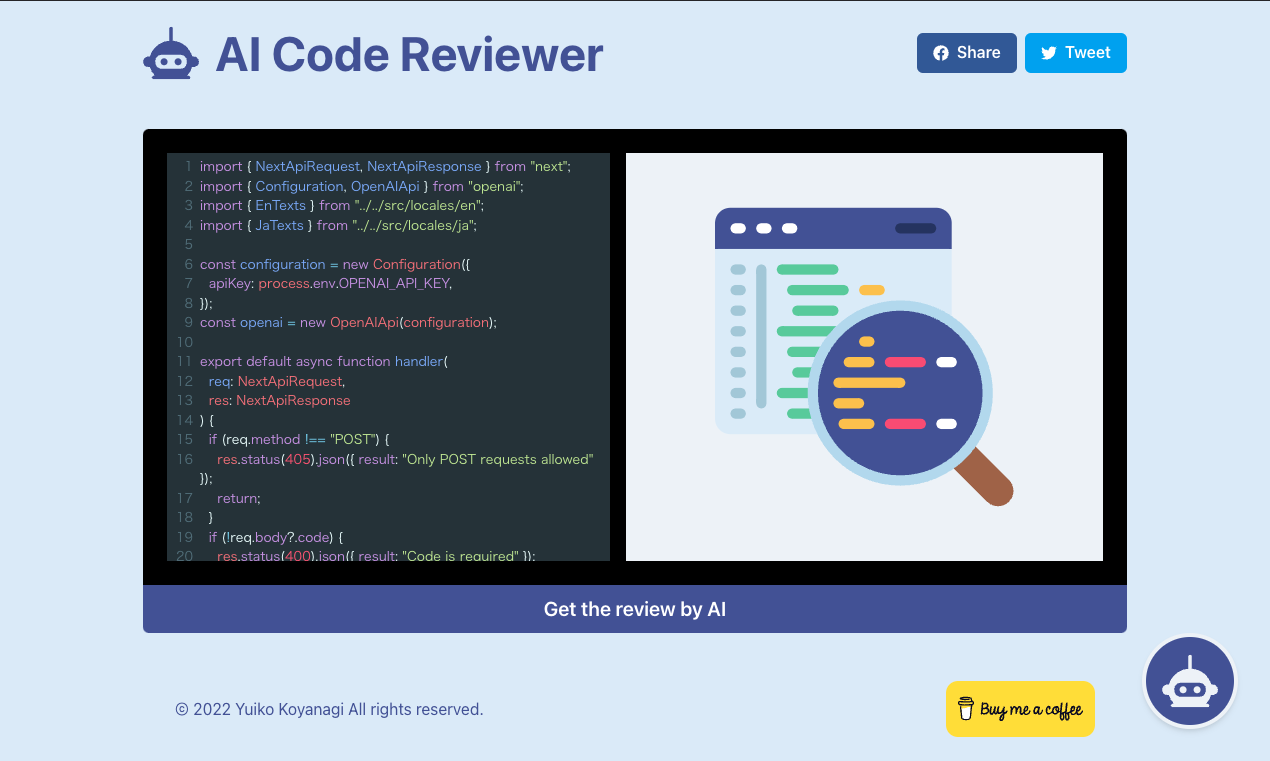 AI Code Reviewer
Share
Tweet
1 import { NextApiRequest, NextApiResponse } from "next";
2 import { Configuration, OpenAIApi } from "openai";
3 import { EnTexts } from "../../src/locales/en";
4 import { JaTexts } from "../../src/locales/ja";
5
6 const configuration = new Configuration({
7 apiKey: process.env.OPENAI_API_KEY,
8 });
9 const openai = new OpenAIApi(configuration);
10
11 export default async function handler(
12 req: NextApiRequest,
13 res: NextApiResponse
14 ) {
15 if (req.method !== "POST") {
16 res.status(405).json({ result: "Only POST requests allowed"
});
17 return;
18 }
19 if (!req.body?.code) {
20 res.status(400).json({ result: "Code is required" });
Get the review by AI
© 2022 Yuiko Koyanagi All rights reserved.
Buy me a coffee